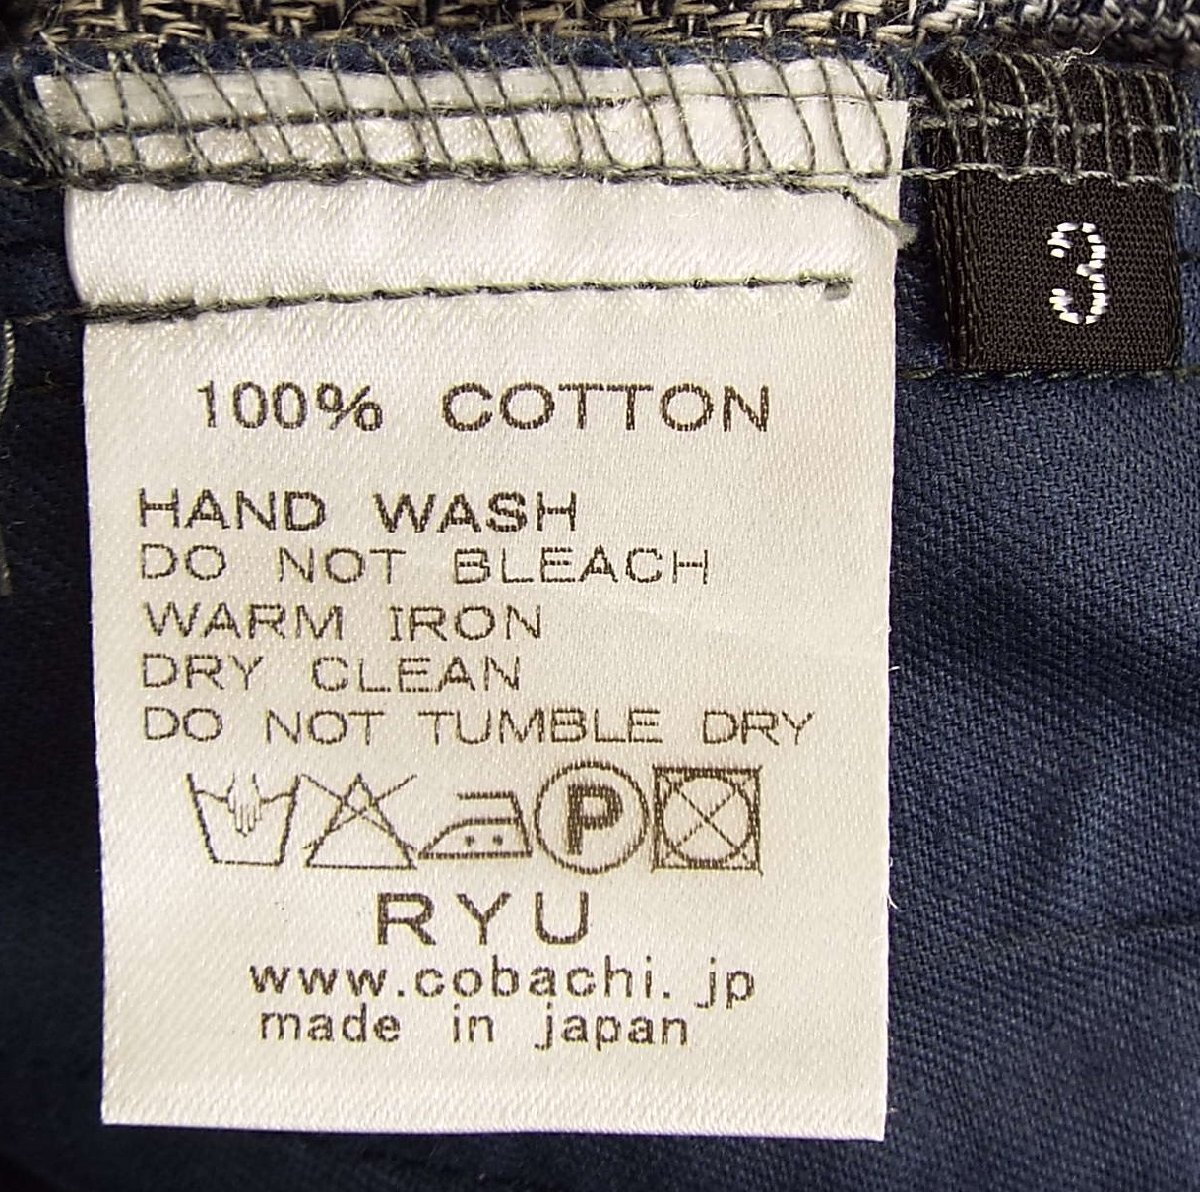 3
100% COTTON
HAND WASH
DO NOT BLEACH
WARM IRON
DRY CLEAN
DO NOT TUMBLE DRY
P
RYU
www.cobachi.jp
made in japan